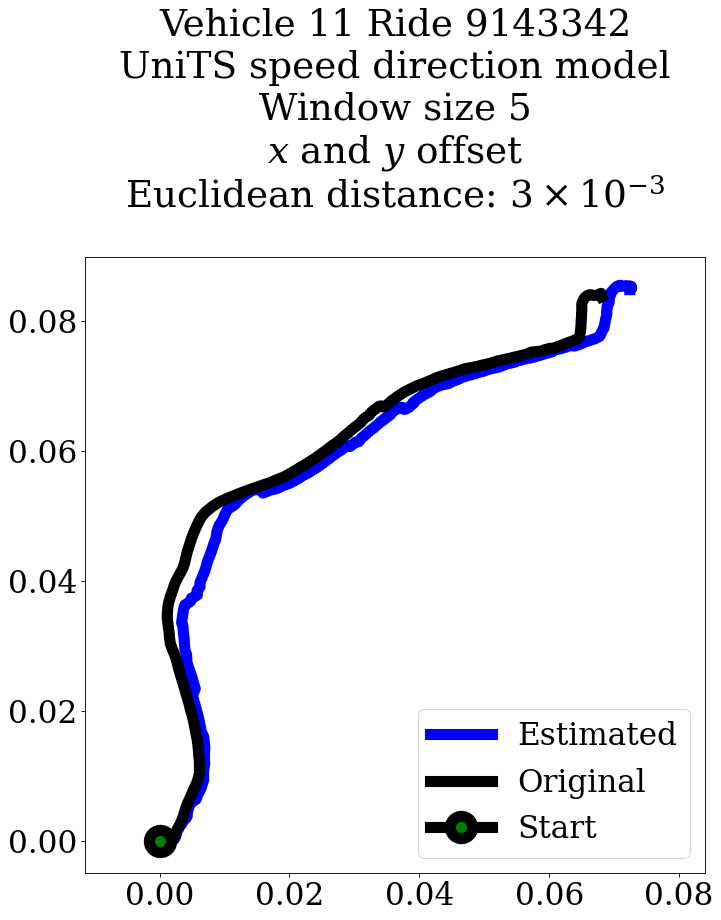 Vehicle 11 Ride 9143342
UniTS speed direction model
Window size 5
x and y offset
Euclidean distance: 3 × 10⁻³
0.08
0.06
0.04
0.02
0.00
Estimated
Original
Start
0.00 0.02 0.04 0.06 0.08